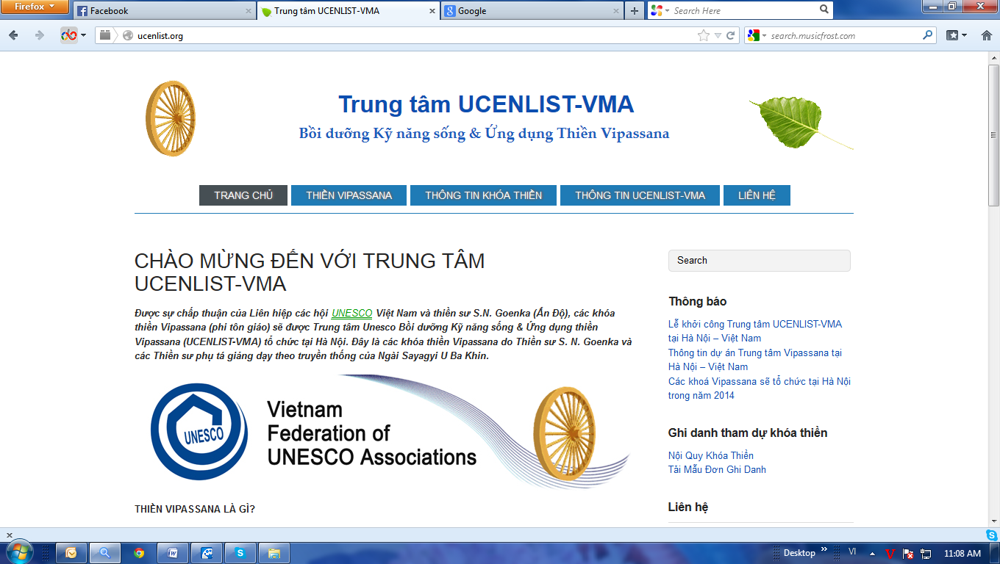 Firefox
Facebook
Trung tâm UCENLIST-VMA
Google
Search Here
ucenlist.org
search.musicfrost.com
Trung tâm UCENLIST-VMA
Bồi dưỡng Kỹ năng sống & Ứng dụng Thiền Vipassana
TRANG CHỦ
THIỀN VIPASSANA
THÔNG TIN KHÓA THIỀN
THÔNG TIN UCENLIST-VMA
LIÊN HỆ
CHÀO MỪNG ĐẾN VỚI TRUNG TÂM
UCENLIST-VMA
Được sự chấp thuận của Liên hiệp các hội UNESCO Việt Nam và thiền sư S.N. Goenka (Ấn Độ), các khóa
thiền Vipassana (phi tôn giáo) sẽ được Trung tâm Unesco Bồi dưỡng Kỹ năng sống & Ứng dụng thiền
Vipassana (UCENLIST-VMA) tổ chức tại Hà Nội. Đây là các khóa thiền Vipassana do Thiền sư S. N. Goenka và
các Thiền sư phụ tá giảng dạy theo truyền thống của Ngài Sayagyi U Ba Khin.
UNESCO
Vietnam
Federation of
UNESCO Associations
THIỀN VIPASSANA LÀ GÌ?
Search
Thông báo
Lễ khởi công Trung tâm UCENLIST-VMA
tại Hà Nội – Việt Nam
Thông tin dự án Trung tâm Vipassana tại
Hà Nội – Việt Nam
Các khoá Vipassana sẽ tổ chức tại Hà Nội
trong năm 2014
Ghi danh tham dự khóa thiền
Nội Quy Khóa Thiền
Tải Mẫu Đơn Ghi Danh
Liên hệ
Desktop
VI
11:08 AM